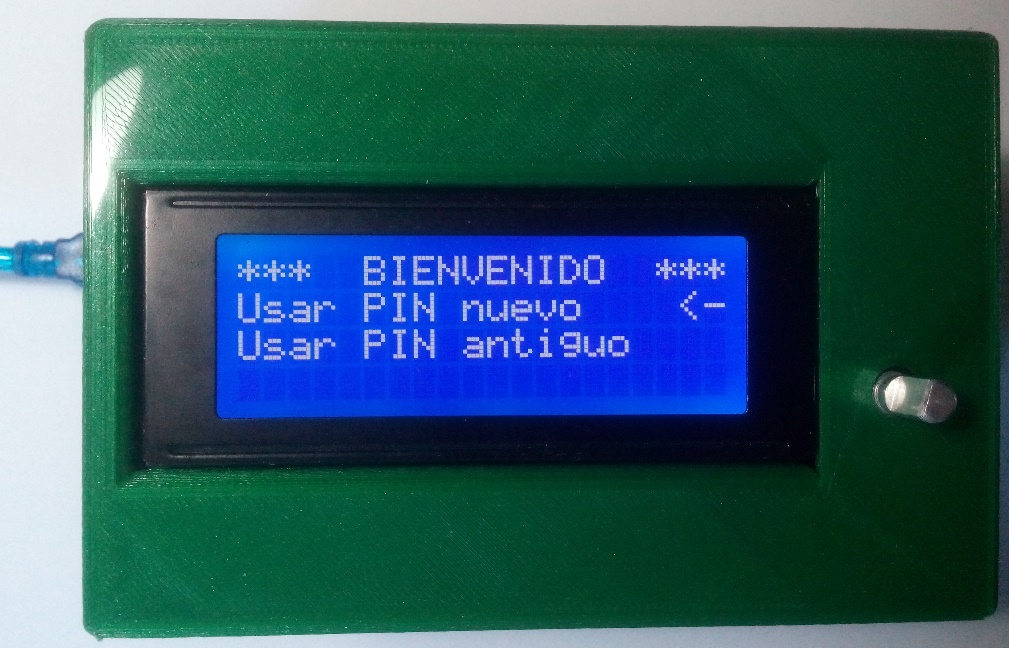 *** BIENVENIDO ***
Usar PIN nuevo <-
Usar PIN antiguo